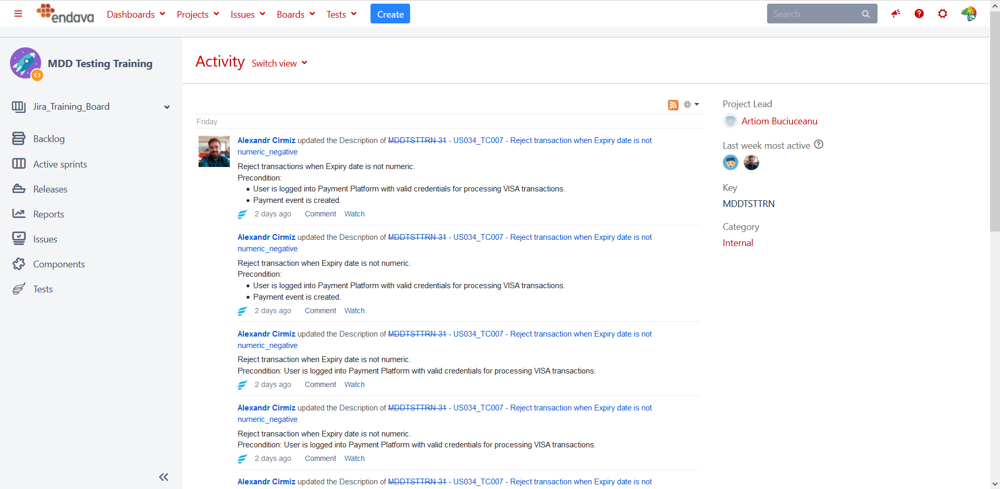 endava
Dashboards
Projects
Issues
Boards
Tests
Create
Search
MDD Testing Training
Jira_Training_Board
Backlog
Active sprints
Releases
Reports
Issues
Components
Tests
Activity
Switch view
Friday
Alexandr Cirmiz updated the Description of MDDTSTTRN-31 - US034_TC007 - Reject transaction when Expiry date is not
numeric_negative
Reject transactions when Expiry date is not numeric.
Precondition:
• User is logged into Payment Platform with valid credentials for processing VISA transactions.
• Payment event is created.
2 days ago Comment Watch
Alexandr Cirmiz updated the Description of MDDTSTTRN-31 - US034_TC007 - Reject transaction when Expiry date is not
numeric_negative
Reject transaction when Expiry date is not numeric.
Precondition:
• User is logged into Payment Platform with valid credentials for processing VISA transactions.
• Payment event is created.
2 days ago Comment Watch
Alexandr Cirmiz updated the Description of MDDTSTTRN-31 - US034_TC007 - Reject transaction when Expiry date is not
numeric_negative
Reject transaction when Expiry date is not numeric.
Precondition: User is logged into Payment Platform with valid credentials for processing VISA transactions.
2 days ago Comment Watch
Alexandr Cirmiz updated the Description of MDDTSTTRN-31 - US034_TC007 - Reject transaction when Expiry date is not
numeric_negative
Reject transaction when Expiry date is not numeric.
Precondition: User is logged into Payment Platform with valid credentials for processing VISA transactions.
2 days ago Comment Watch
Alexandr Cirmiz updated the Description of MDDTSTTRN-31 - US034_TC007 - Reject transaction when Expiry date is not
Project Lead
Artiom Buciuceanu
Last week most active
Key
MDDTSTTRN
Category
Internal